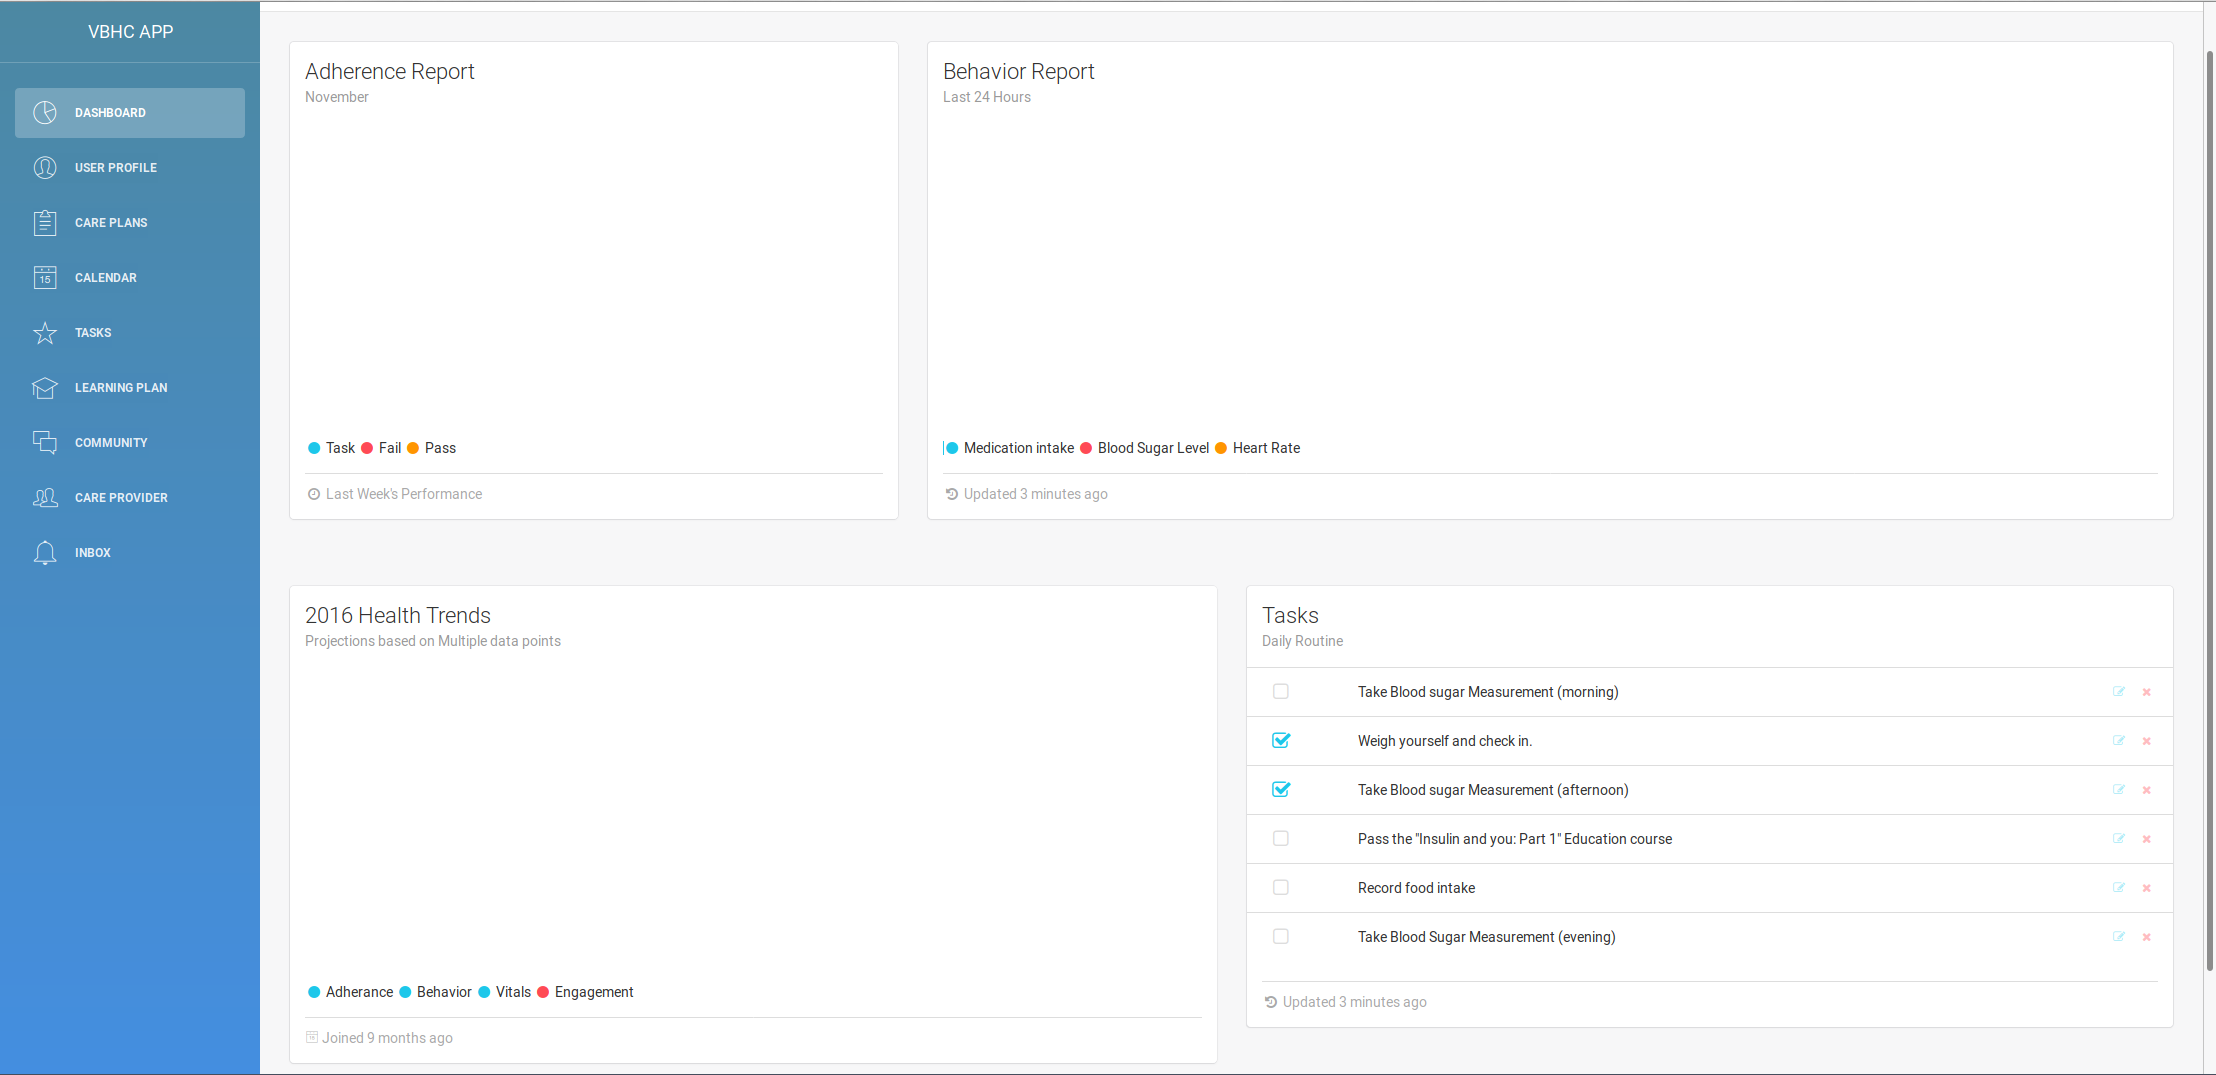 VBHC APP
DASHBOARD
USER PROFILE
CARE PLANS
15
CALENDAR
TASKS
LEARNING PLAN
COMMUNITY
CARE PROVIDER
INBOX
Adherence Report
November
Task Fail Pass
Last Week's Performance
Behavior Report
Last 24 Hours
Medication intake Blood Sugar Level Heart Rate
Updated 3 minutes ago
2016 Health Trends
Projections based on Multiple data points
Adherance Behavior Vitals Engagement
Joined 9 months ago
Tasks
Daily Routine
Take Blood sugar Measurement (morning)
Weigh yourself and check in.
Take Blood sugar Measurement (afternoon)
Pass the "Insulin and you: Part 1" Education course
Record food intake
Take Blood Sugar Measurement (evening)
Updated 3 minutes ago